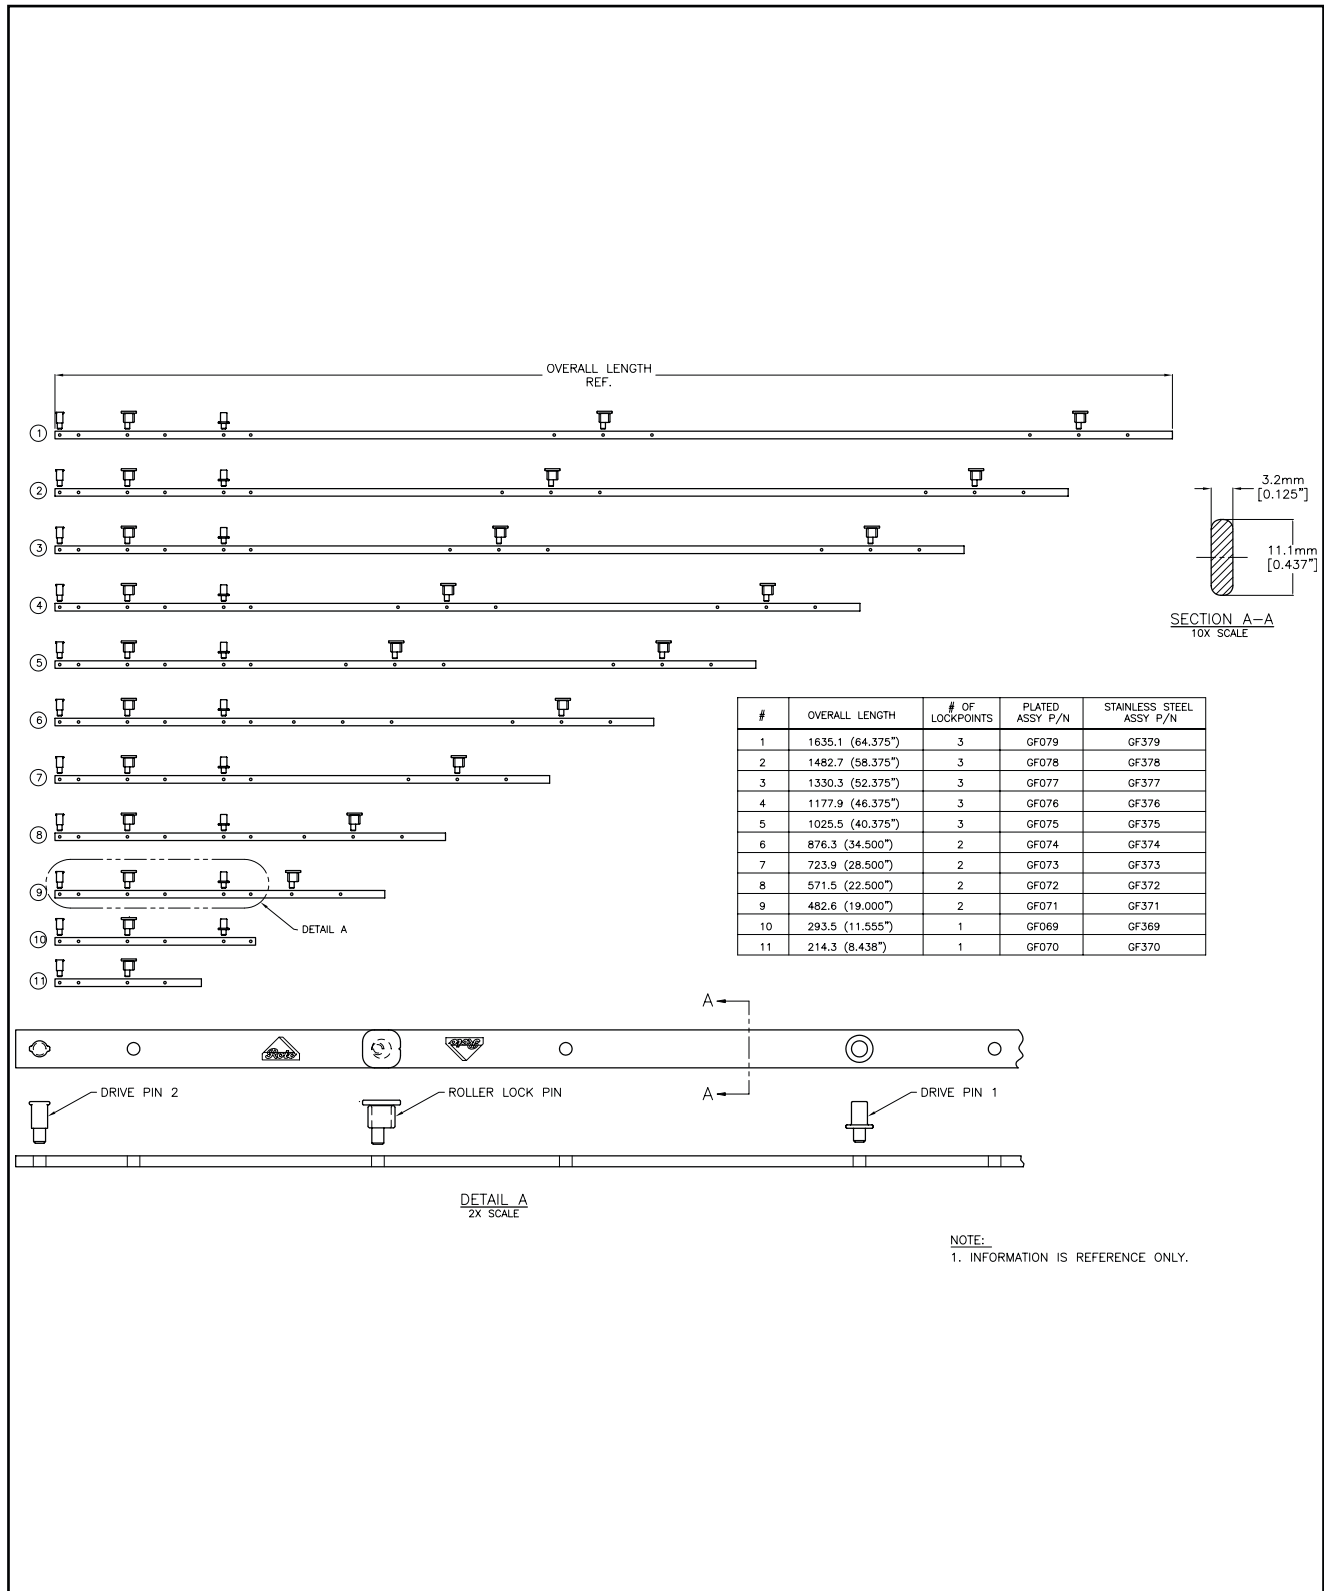 OVERALL LENGTH
REF.
1
2
3
4
5
6
7
8
9
10
11
DETAIL A
3.2mm
[0.125"]
11.1mm
[0.437"]
SECTION A-A
10X SCALE
# OVERALL LENGTH # OF LOCKPOINTS PLATED ASSY P/N STAINLESS STEEL ASSY P/N
1 1635.1 (64.375") 3 GF079 GF379
2 1482.7 (58.375") 3 GF078 GF378
3 1330.3 (52.375") 3 GF077 GF377
4 1177.9 (46.375") 3 GF076 GF376
5 1025.5 (40.375") 3 GF075 GF375
6 876.3 (34.500") 2 GF074 GF374
7 723.9 (28.500") 2 GF073 GF373
8 571.5 (22.500") 2 GF072 GF372
9 482.6 (19.000") 2 GF071 GF371
10 293.5 (11.555") 1 GF069 GF369
11 214.3 (8.438") 1 GF070 GF370
A
Roto
Roto
A
DRIVE PIN 2
ROLLER LOCK PIN
DRIVE PIN 1
DETAIL A
2X SCALE
NOTE:
1. INFORMATION IS REFERENCE ONLY.